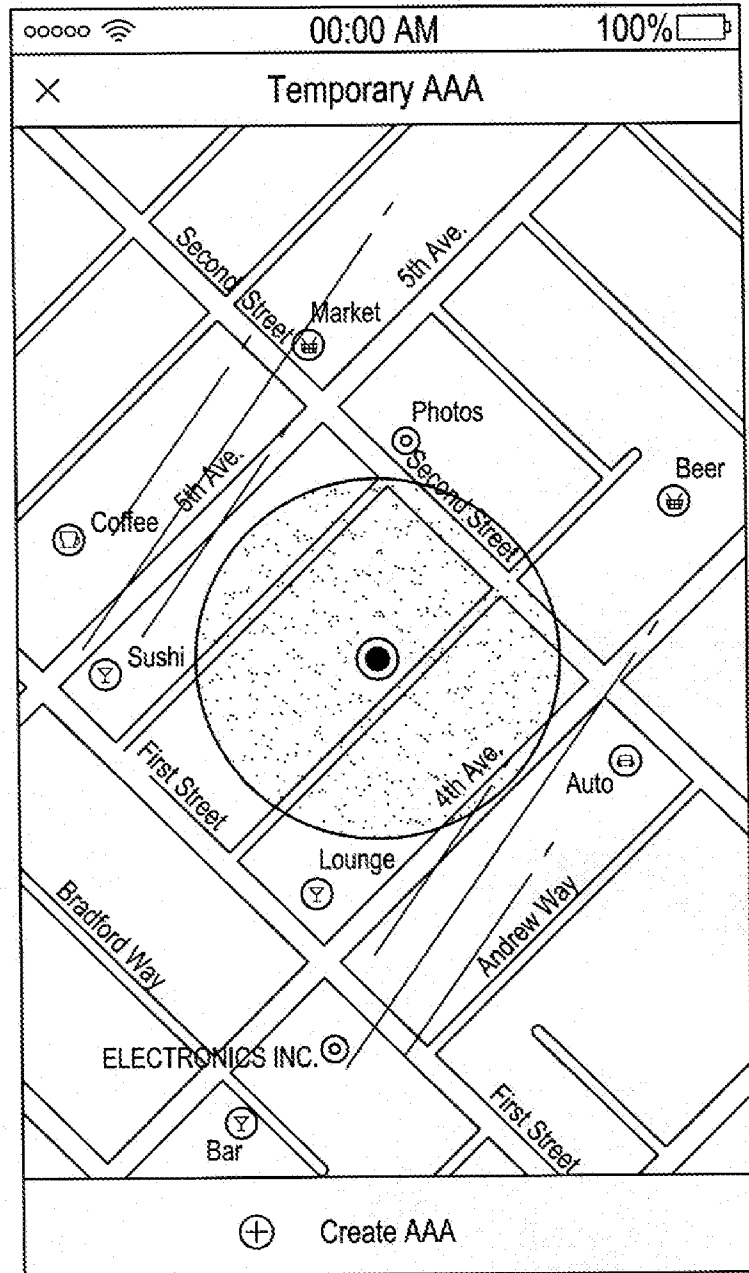 00:00 AM 100%
Temporary AAA
Second Street
5th Ave.
Market
Photos
Second Street
Beer
5th Ave.
Coffee
Sushi
First Street
4th Ave.
Auto
Lounge
Bradford Way
Andrew Way
ELECTRONICS INC.
First Street
Bar
Create AAA